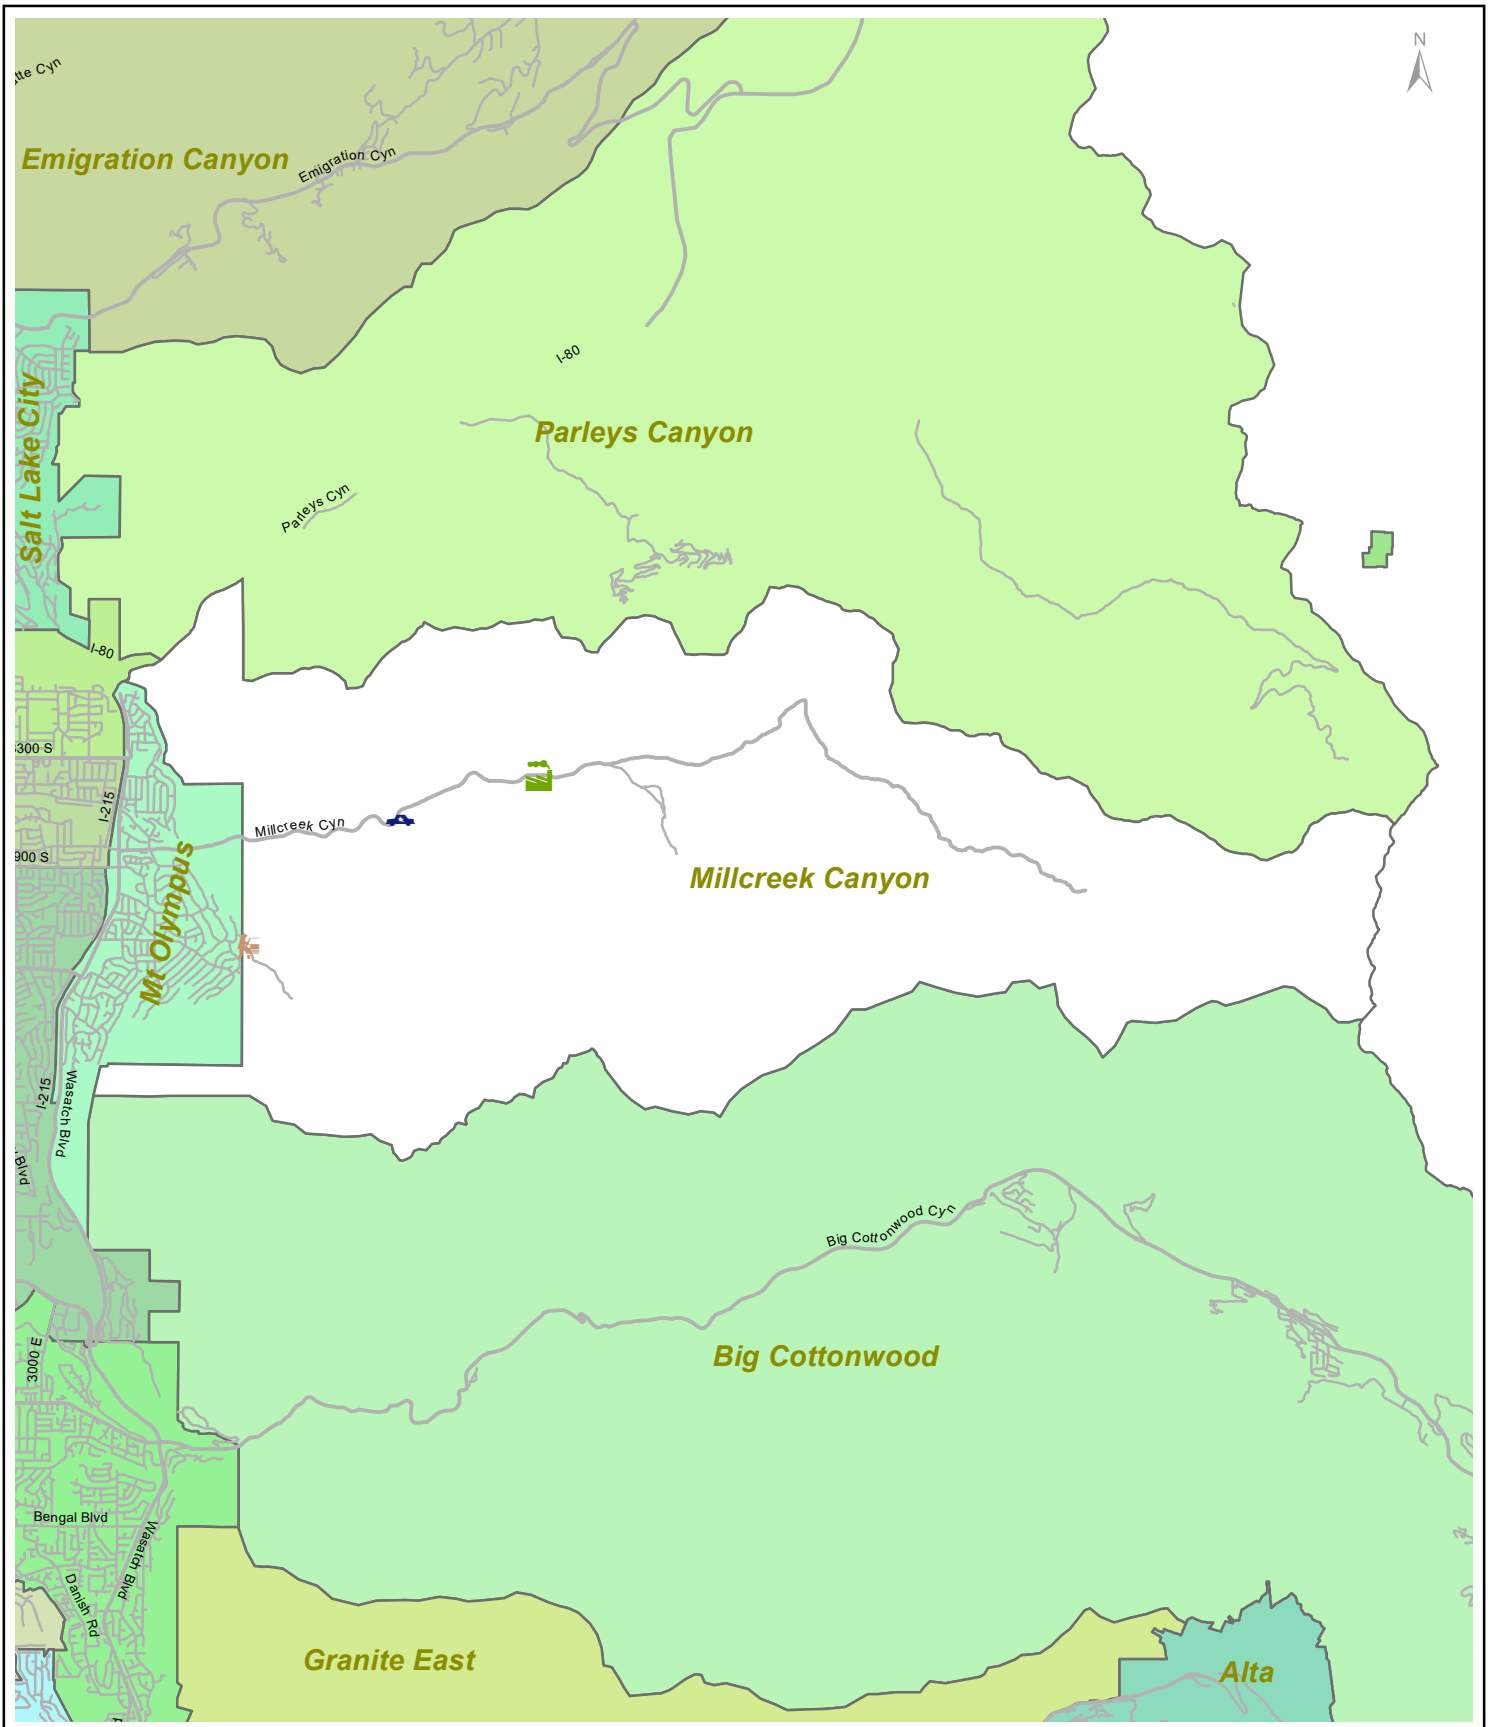 N
Emigration Canyon
Emigration Cyn
I-80
Parleys Canyon
Salt Lake City
Parleys Cyn
I-80
I-215
Millcreek Cyn
Mt Olympus
Millcreek Canyon
I-215
Wasatch Blvd
Blvd
Big Cottonwood Cyn
3000 E
Big Cottonwood
Bengal Blvd
Wasatch Blvd
Danish Rd
Granite East
Alta